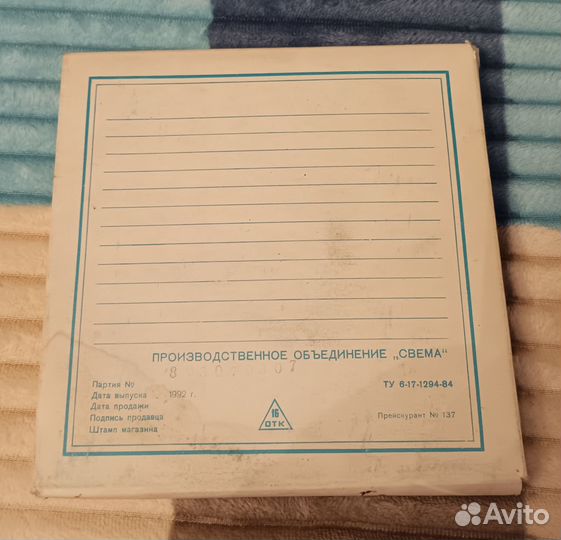 ПРОИЗВОДСТВЕННОЕ ОБЪЕДИНЕНИЕ „СВЕМА"
Партия №
Дата выпуска 1992 г.
Дата продажи
Подпись продавца
Штамп магазина
16
ОТК
ТУ 6-17-1294-84
Прейскурант № 137
Avito